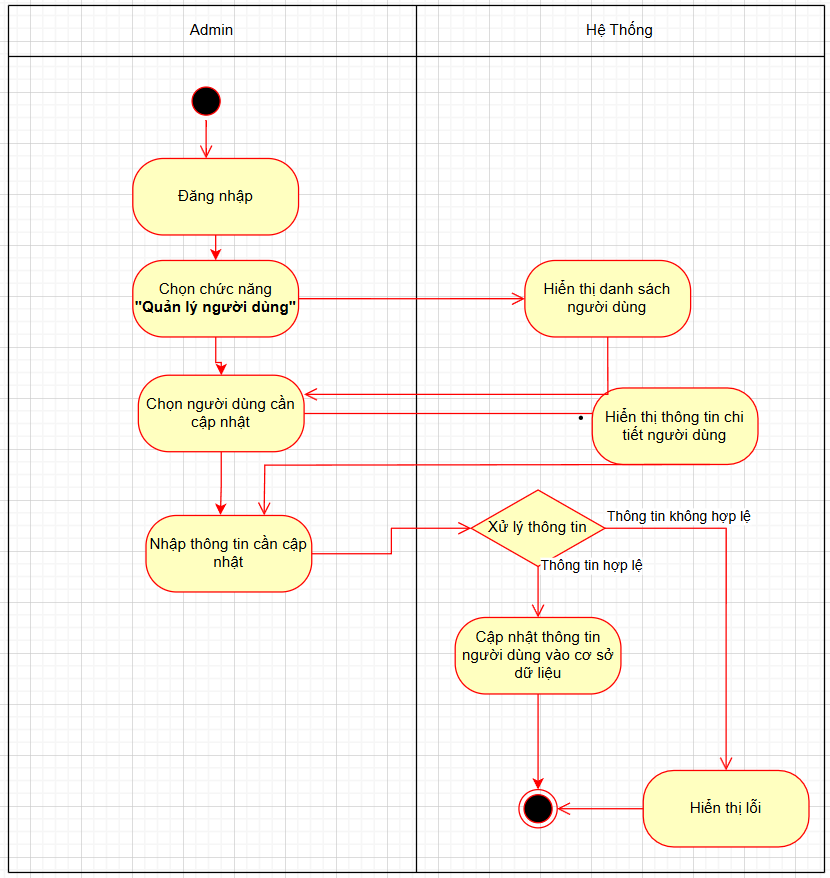 Admin
Hệ Thống
Đăng nhập
Chọn chức năng
"Quản lý người dùng"
Hiển thị danh sách
người dùng
Chọn người dùng cần
cập nhật
Hiển thị thông tin chi
tiết người dùng
Nhập thông tin cần cập
nhật
Xử lý thông tin
Thông tin không hợp lệ
Thông tin hợp lệ
Cập nhật thông tin
người dùng vào cơ sở
dữ liệu
Hiển thị lỗi